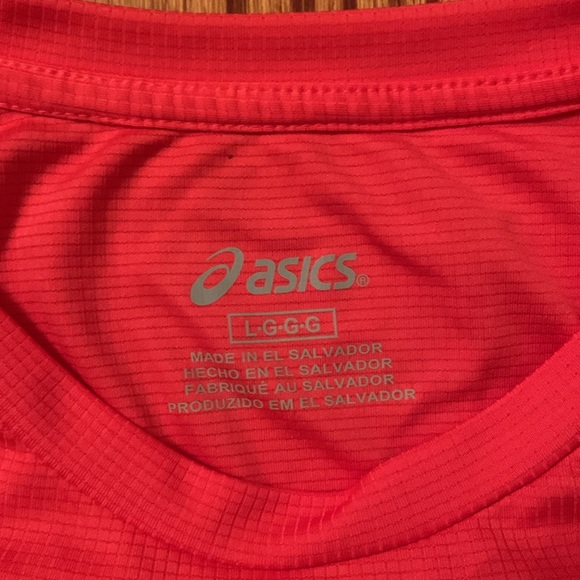 asics®
L·G·G·G
MADE IN EL SALVADOR
HECHO EN EL SALVADOR
FABRIQUÉ AU SALVADOR
PRODUZIDO EM EL SALVADOR